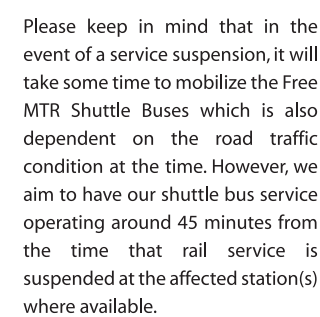 Please keep in mind that in the
event of a service suspension, it will
take some time to mobilize the Free
MTR Shuttle Buses which is also
dependent on the road traffic
condition at the time. However, we
aim to have our shuttle bus service
operating around 45 minutes from
the time that rail service is
suspended at the affected station(s)
where available.